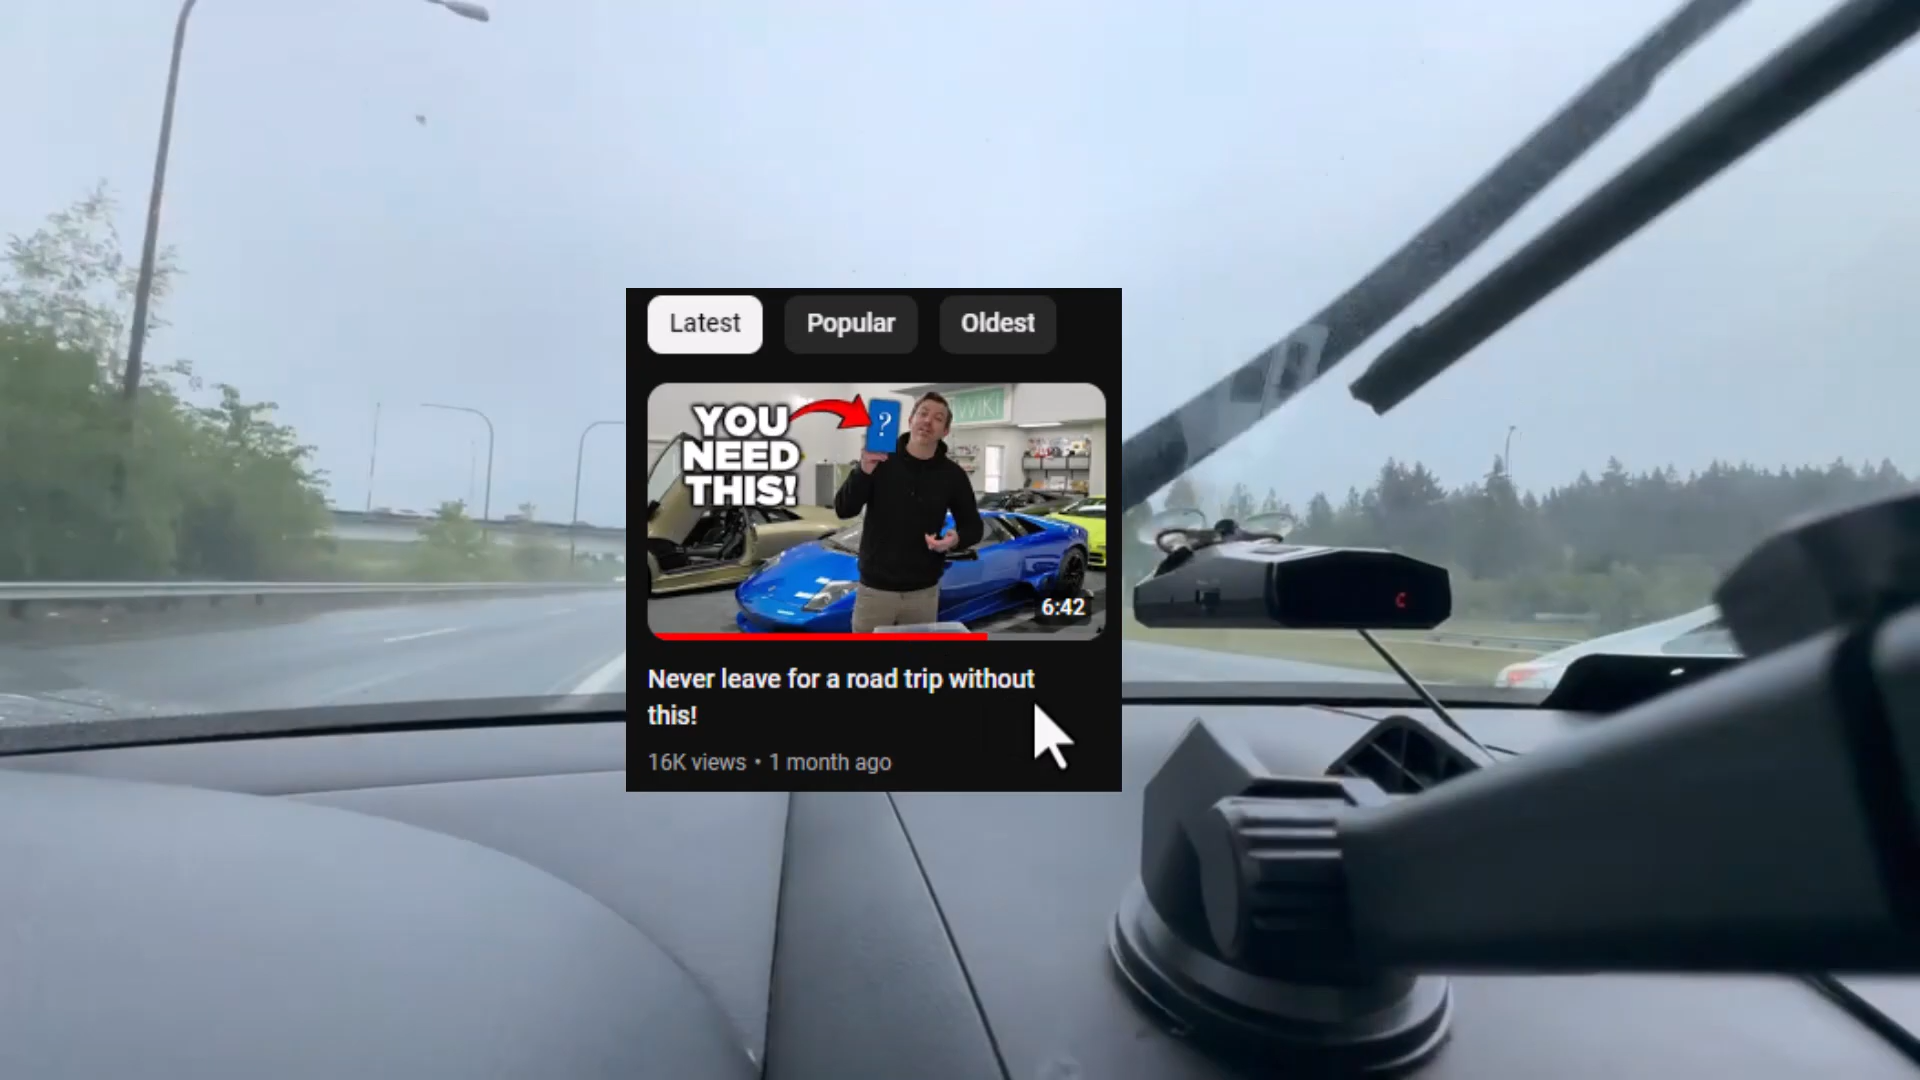 Latest
Popular
Oldest
YOU
NEED
THIS!
?
WIKI
6:42
Never leave for a road trip without
this!
16K views • 1 month ago